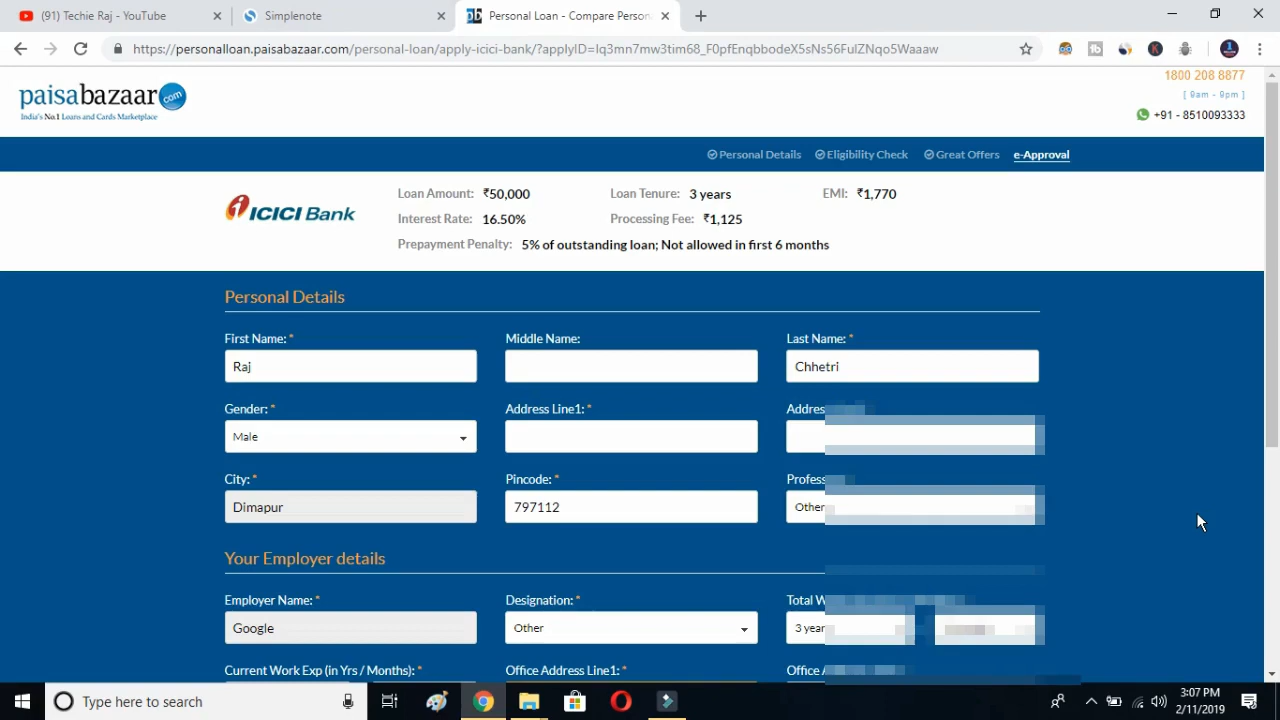 (91) Techie Raj - YouTube
Simplenote
Personal Loan - Compare Person
https://personalloan.paisabazaar.com/personal-loan/apply-icici-bank/?applyID=Iq3mn7mw3tim68_F0pfEnqbbodeX5sNs56FulZNqo5Waaaw
paisabazaar.com
India's No.1 Loans and Cards Marketplace
1800 208 8877
[ 9am - 9pm ]
+91 - 8510093333
Personal Details Eligibility Check Great Offers e-Approval
ICICI Bank
Loan Amount: ₹50,000 Loan Tenure: 3 years EMI: ₹1,770
Interest Rate: 16.50% Processing Fee: ₹1,125
Prepayment Penalty: 5% of outstanding loan; Not allowed in first 6 months
Personal Details
First Name: * Middle Name: Last Name: *
Raj Chhetri
Gender: * Address Line1: * Addres
Male
City: * Pincode: * Profess
Dimapur 797112 Other
Your Employer details
Employer Name: * Designation: * Total W
Google Other 3 year
Current Work Exp (in Yrs / Months): * Office Address Line1: * Office A
Type here to search
3:07 PM
2/11/2019